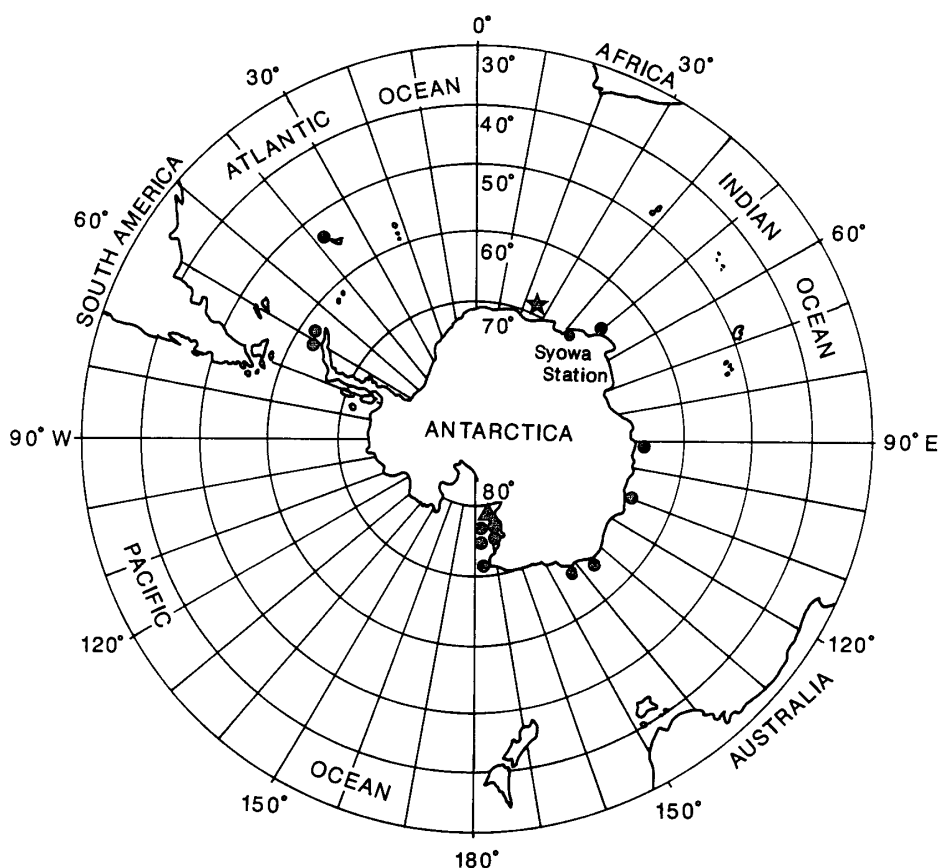 0°
30°
AFRICA
30°
30°
OCEAN
40°
ATLANTIC
50°
INDIAN
SOUTH AMERICA
60°
60°
60°
OCEAN
70°
Syowa
Station
90° W
ANTARCTICA
90° E
80°
PACIFIC
120°
120°
AUSTRALIA
OCEAN
150°
150°
180°